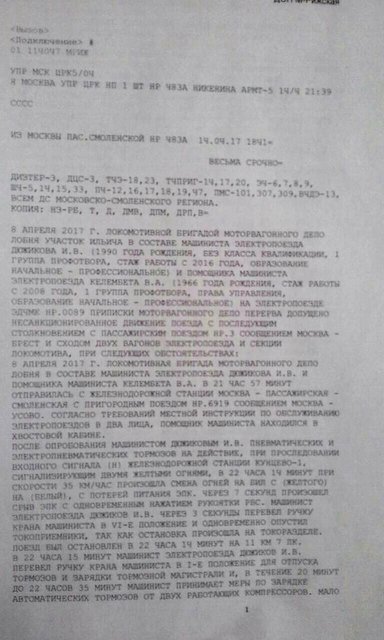 <Вызов>
<Подключение> #
01 114047 МРИЖ
УПР МСК ЦРК5/04
Я МОСКВА УПР ЦРК НП 1 ШТ НР Ч83А НИКЕНИНА АРМТ-5 14/Ч 21:39
СССС
ИЗ МОСКВЫ ПАС.СМОЛЕНСКОЙ НР Ч83А 14.04.17 1841=
ВЕСЬМА СРОЧНО=
ДИЗТЕР-3, ДЦС-3, ТЧЭ-18,23, ТЧПРИГ-14,17,20, ЭЧ-6,7,8,9,
ШЧ-5,14,15,33, ПЧ-12,16,17,18,19,47, ПМС-101,307,309,ВЧДЭ-13,
ВСЕМ ДС МОСКОВСКО-СМОЛЕНСКОГО РЕГИОНА.
КОПИЯ: НЗ-РЕ, Т, Д, ДМВ, ДПМ, ДРП,В=
8 АПРЕЛЯ 2017 Г. ЛОКОМОТИВНОЙ БРИГАДОЙ МОТОРВАГОННОГО ДЕПО
ЛОБНЯ УЧАСТОК ИЛЬИЧА В СОСТАВЕ МАШИНИСТА ЭЛЕКТРОПОЕЗДА
ДЮЖИКОВА И.В. (1990 ГОДА РОЖДЕНИЯ, БЕЗ КЛАССА КВАЛИФИКАЦИИ, 1
ГРУППА ПРОФОТБОРА, СТАЖ РАБОТЫ С 2016 ГОДА, ОБРАЗОВАНИЕ
НАЧАЛЬНОЕ - ПРОФЕССИОНАЛЬНОЕ) И ПОМОЩНИКА МАШИНИСТА
ЭЛЕКТРОПОЕЗДА КЕЛЕМБЕТА В.А. (1966 ГОДА РОЖДЕНИЯ, СТАЖ РАБОТЫ
С 2008 ГОДА, 1 ГРУППА ПРОФОТБОРА, ПРАВА УПРАВЛЕНИЯ,
ОБРАЗОВАНИЕ НАЧАЛЬНОЕ - ПРОФЕССИОНАЛЬНОЕ) НА ЭЛЕКТРОПОЕЗДЕ
ЭД4МК НР.0089 ПРИПИСКИ МОТОРВАГОННОГО ДЕПО ПЕРЕРВА ДОПУЩЕНО
НЕСАНКЦИОНИРОВАННОЕ ДВИЖЕНИЕ ПОЕЗДА С ПОСЛЕДУЮЩИМ
СТОЛКНОВЕНИЕМ С ПАССАЖИРСКИМ ПОЕЗДОМ НР.3 СООБЩЕНИЕМ МОСКВА -
БРЕСТ И СХОДОМ ДВУХ ВАГОНОВ ЭЛЕКТРОПОЕЗДА И СЕКЦИИ
ЛОКОМОТИВА, ПРИ СЛЕДУЮЩИХ ОБСТОЯТЕЛЬСТВАХ:
8 АПРЕЛЯ 2017 Г. ЛОКОМОТИВНАЯ БРИГАДА МОТОРВАГОННОГО ДЕПО
ЛОБНЯ В СОСТАВЕ МАШИНИСТА ЭЛЕКТРОПОЕЗДА ДЮЖИКОВА И.В. И
ПОМОЩНИКА МАШИНИСТА КЕЛЕМБЕТА В.А. В 21 ЧАС 57 МИНУТ
ОТПРАВИЛАСЬ С ЖЕЛЕЗНОДОРОЖНОЙ СТАНЦИИ МОСКВА - ПАССАЖИРСКАЯ -
СМОЛЕНСКАЯ С ПРИГОРОДНЫМ ПОЕЗДОМ НР.6919 СООБЩЕНИЕМ МОСКВА -
УСОВО. СОГЛАСНО ТРЕБОВАНИЙ МЕСТНОЙ ИНСТРУКЦИИ ПО ОБСЛУЖИВАНИЮ
ЭЛЕКТРОПОЕЗДОВ В ДВА ЛИЦА, ПОМОЩНИК МАШИНИСТА НАХОДИЛСЯ В
ХВОСТОВОЙ КАБИНЕ.
ПОСЛЕ ОПРОБОВАНИЯ МАШИНИСТОМ ДЮЖИКОВЫМ И.В. ПНЕВМАТИЧЕСКИХ И
ЭЛЕКТРОПНЕВМАТИЧЕСКИХ ТОРМОЗОВ НА ДЕЙСТВИЕ, ПРИ ПРОСЛЕДОВАНИИ
ВХОДНОГО СИГНАЛА (Н) ЖЕЛЕЗНОДОРОЖНОЙ СТАНЦИИ КУНЦЕВО-1,
СИГНАЛИЗИРУЮЩИМ ДВУМЯ ЖЕЛТЫМИ ОГНЯМИ, В 22 ЧАСА 14 МИНУТ ПРИ
СКОРОСТИ 35 КМ/ЧАС ПРОИЗОШЛА СМЕНА ОГНЕЙ НА БИЛ С (ЖЕЛТОГО)
НА (БЕЛЫЙ), С ПОТЕРЕЙ ПИТАНИЯ ЭПК. ЧЕРЕЗ 7 СЕКУНД ПРОИЗОШЕЛ
СРЫВ ЭПК С ОДНОВРЕМЕННЫМ НАЖАТИЕМ РУКОЯТКИ РБС. МАШИНИСТ
ЭЛЕКТРОПОЕЗДА ДЮЖИКОВ И.В. ЧЕРЕЗ 3 СЕКУНДЫ ПЕРЕВЕЛ РУЧКУ
КРАНА МАШИНИСТА В VI-Е ПОЛОЖЕНИЕ И ОДНОВРЕМЕННО ОПУСТИЛ
ТОКОПРИЕМНИКИ, ТАК КАК ОСТАНОВКА ПРОИЗОШЛА НА ТОКОРАЗДЕЛЕ.
ПОЕЗД БЫЛ ОСТАНОВЛЕН В 22 ЧАСА 14 МИНУТ НА 11 КМ 7 ПК.
В 22 ЧАСА 15 МИНУТ МАШИНИСТ ЭЛЕКТРОПОЕЗДА ДЮЖИКОВ И.В.
ПЕРЕВЕЛ РУЧКУ КРАНА МАШИНИСТА В I-Е ПОЛОЖЕНИЕ ДЛЯ ОТПУСКА
ТОРМОЗОВ И ЗАРЯДКИ ТОРМОЗНОЙ МАГИСТРАЛИ И, В ТЕЧЕНИЕ 20 МИНУТ
ДО 22 ЧАСОВ 35 МИНУТ МАШИНИСТ ПРИНИМАЕТ МЕРЫ ПО ЗАРЯДКЕ
АВТОМАТИЧЕСКИХ ТОРМОЗОВ ОТ ДВУХ РАБОТАЮЩИХ КОМПРЕССОРОВ. МАЛО
1